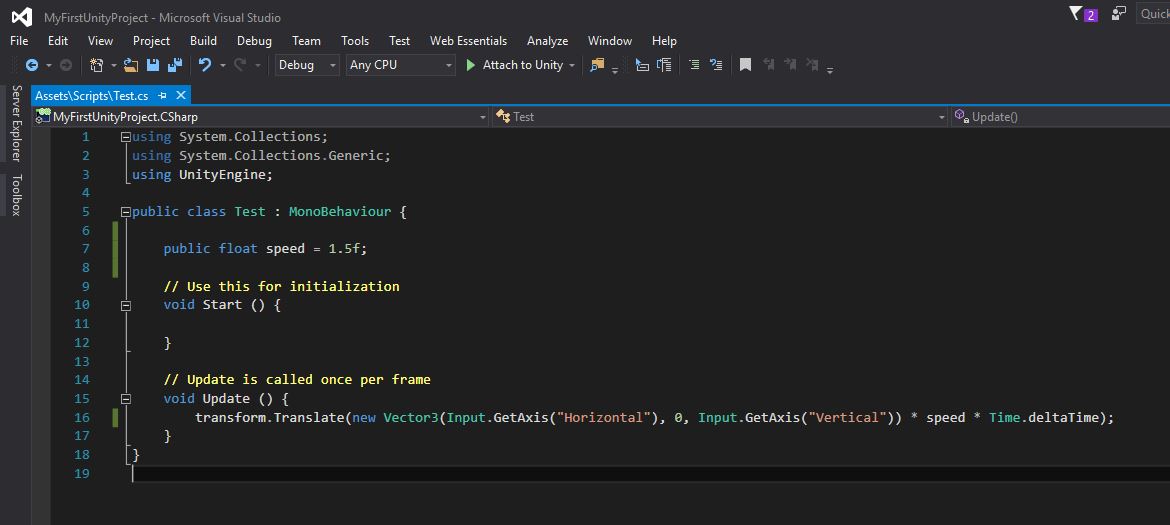 MyFirstUnityProject - Microsoft Visual Studio
2
Quick
File Edit View Project Build Debug Team Tools Test Web Essentials Analyze Window Help
Debug Any CPU Attach to Unity
Server Explorer
Toolbox
Assets\Scripts\Test.cs
MyFirstUnityProject.CSharp Test Update()
1 using System.Collections;
2 using System.Collections.Generic;
3 using UnityEngine;
4
5 public class Test : MonoBehaviour {
6
7 public float speed = 1.5f;
8
9 // Use this for initialization
10 void Start () {
11
12 }
13
14 // Update is called once per frame
15 void Update () {
16 transform.Translate(new Vector3(Input.GetAxis("Horizontal"), 0, Input.GetAxis("Vertical")) * speed * Time.deltaTime);
17 }
18 }
19